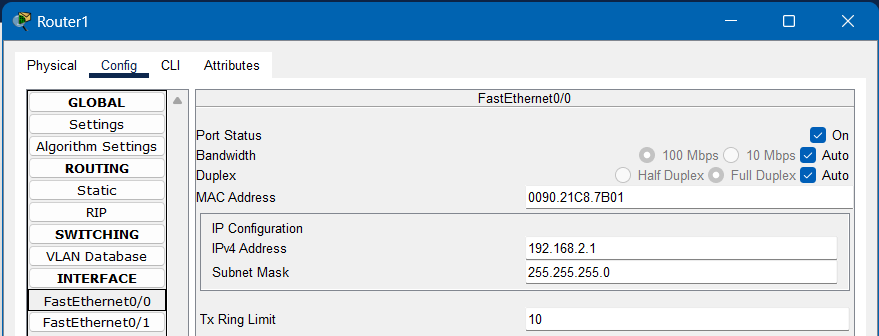 Router1
Physical Config CLI Attributes
GLOBAL
Settings
Algorithm Settings
ROUTING
Static
RIP
SWITCHING
VLAN Database
INTERFACE
FastEthernet0/0
FastEthernet0/1
FastEthernet0/0
Port Status On
Bandwidth 100 Mbps 10 Mbps Auto
Duplex Half Duplex Full Duplex Auto
MAC Address 0090.21C8.7B01
IP Configuration
IPv4 Address 192.168.2.1
Subnet Mask 255.255.255.0
Tx Ring Limit 10